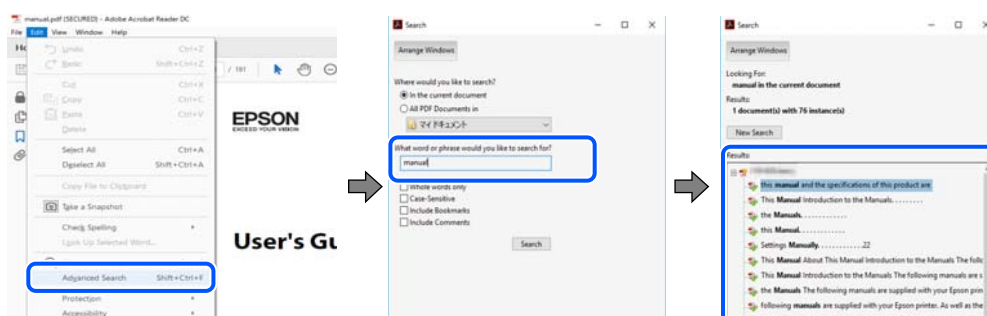 manual.pdf (SECURED) - Adobe Acrobat Reader DC
File Edit View Window Help
Undo Ctrl+Z
Redo Shift+Ctrl+Z
Cut Ctrl+X
Copy Ctrl+C
Paste Ctrl+V
Delete
Select All Ctrl+A
Deselect All Shift+Ctrl+A
Copy File to Clipboard
Take a Snapshot
Check Spelling
Look Up Selected Word...
Advanced Search Shift+Ctrl+F
Protection
Accessibility
/ 191
EPSON
EXCEED YOUR VISION
User's Gu
Search
Arrange Windows
Where would you like to search?
In the current document
All PDF Documents in
マイ ドキュメント
What word or phrase would you like to search for?
manual
Whole words only
Case-Sensitive
Include Bookmarks
Include Comments
Search
Search
Arrange Windows
Looking For:
manual in the current document
Results:
1 document(s) with 76 instance(s)
New Search
Results
this manual and the specifications of this product are
This Manual Introduction to the Manuals. . . . . . . . .
the Manuals. . . . . . . . . . . . .
this Manual. . . . . . . . . . . . .
Settings Manually. . . . . . . . . . . . .22
This Manual About This Manual Introduction to the Manuals The follo
This Manual Introduction to the Manuals The following manuals are s
the Manuals The following manuals are supplied with your Epson prin
following manuals are supplied with your Epson printer. As well as the